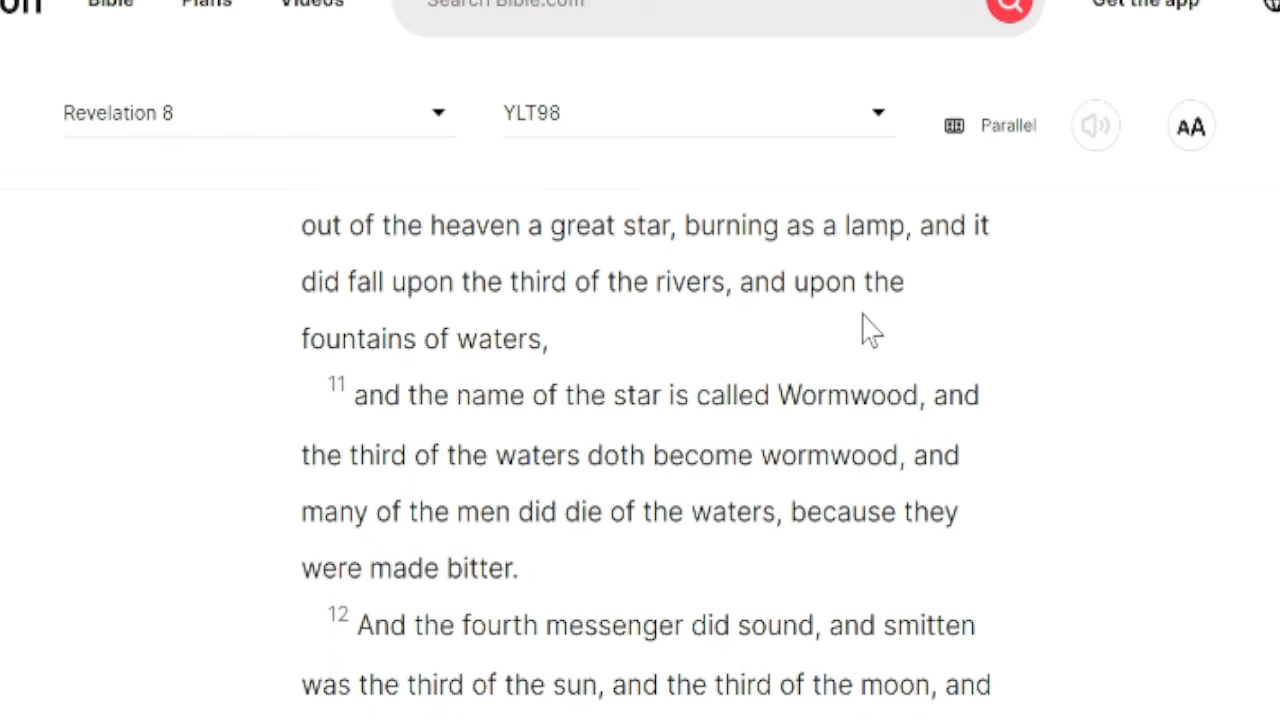 on Bible Plans Videos Search Bible.com Get the app
Revelation 8 YLT98 Parallel AA
out of the heaven a great star, burning as a lamp, and it
did fall upon the third of the rivers, and upon the
fountains of waters,
11 and the name of the star is called Wormwood, and
the third of the waters doth become wormwood, and
many of the men did die of the waters, because they
were made bitter.
12 And the fourth messenger did sound, and smitten
was the third of the sun, and the third of the moon, and